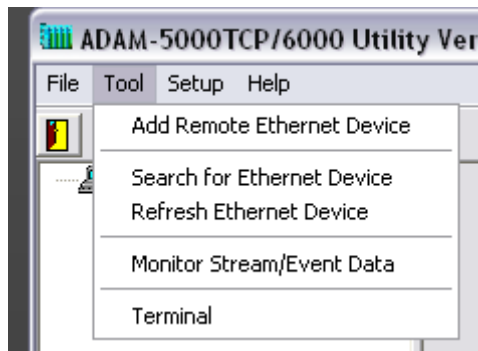 ADAM-5000TCP/6000 Utility Ver
File Tool Setup Help
Add Remote Ethernet Device
Search for Ethernet Device
Refresh Ethernet Device
Monitor Stream/Event Data
Terminal